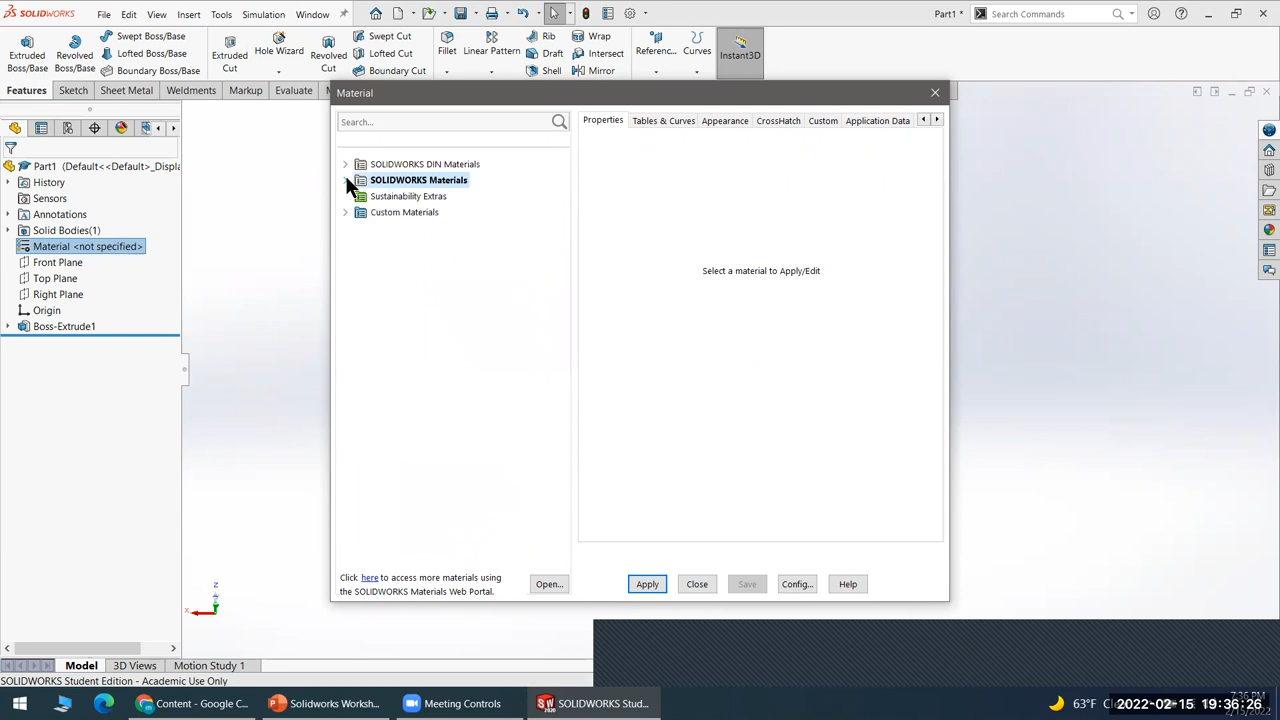 SOLIDWORKS File Edit View Insert Tools Simulation Window Part1 * Search Commands
Extruded Boss/Base
Revolved Boss/Base
Swept Boss/Base
Lofted Boss/Base
Boundary Boss/Base
Extruded Cut
Hole Wizard
Revolved Cut
Swept Cut
Lofted Cut
Boundary Cut
Fillet
Linear Pattern
Rib
Draft
Shell
Wrap
Intersect
Mirror
Referenc...
Curves
Instant3D
Features Sketch Sheet Metal Weldments Markup Evaluate
Material
Search...
Properties Tables & Curves Appearance CrossHatch Custom Application Data
SOLIDWORKS DIN Materials
SOLIDWORKS Materials
Sustainability Extras
Custom Materials
Select a material to Apply/Edit
Click here to access more materials using
the SOLIDWORKS Materials Web Portal.
Open...
Apply Close Save Config... Help
Part1 (Default<<Default>_Displa
History
Sensors
Annotations
Solid Bodies(1)
Material <not specified>
Front Plane
Top Plane
Right Plane
Origin
Boss-Extrude1
z
x
Model 3D Views Motion Study 1
SOLIDWORKS Student Edition - Academic Use Only
Content - Google C... Solidworks Worksh... Meeting Controls SOLIDWORKS Stud... 63°F
2022-02-15 19:36:26